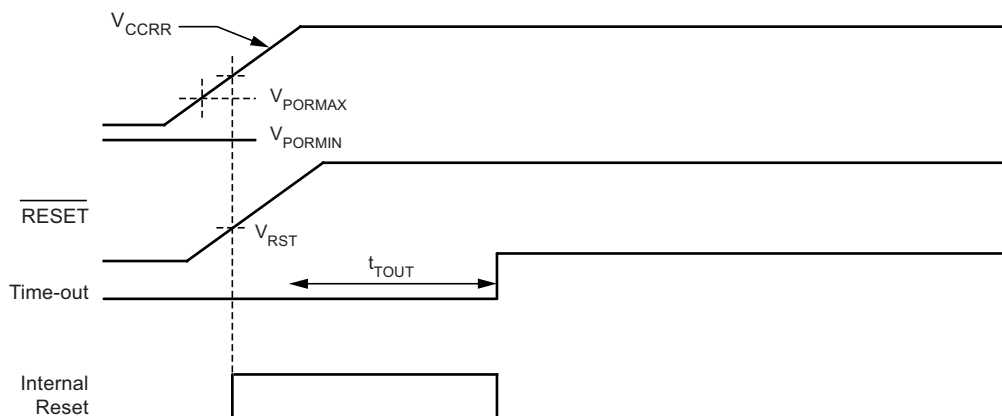 VCCRR
VPORMAX
VPORMIN
RESET
VRST
tTOUT
Time-out
Internal
Reset